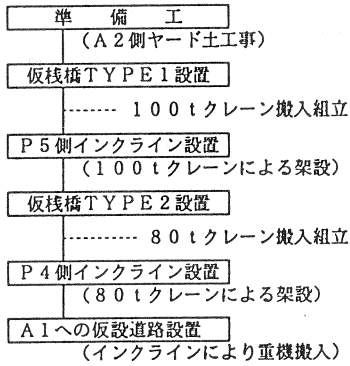 準備工
(A2側ヤード土工事)
仮桟橋TYPE1設置
100tクレーン搬入組立
P5側インクライン設置
(100tクレーンによる架設)
仮桟橋TYPE2設置
80tクレーン搬入組立
P4側インクライン設置
(80tクレーンによる架設)
A1への仮設道路設置
(インクラインにより重機搬入)